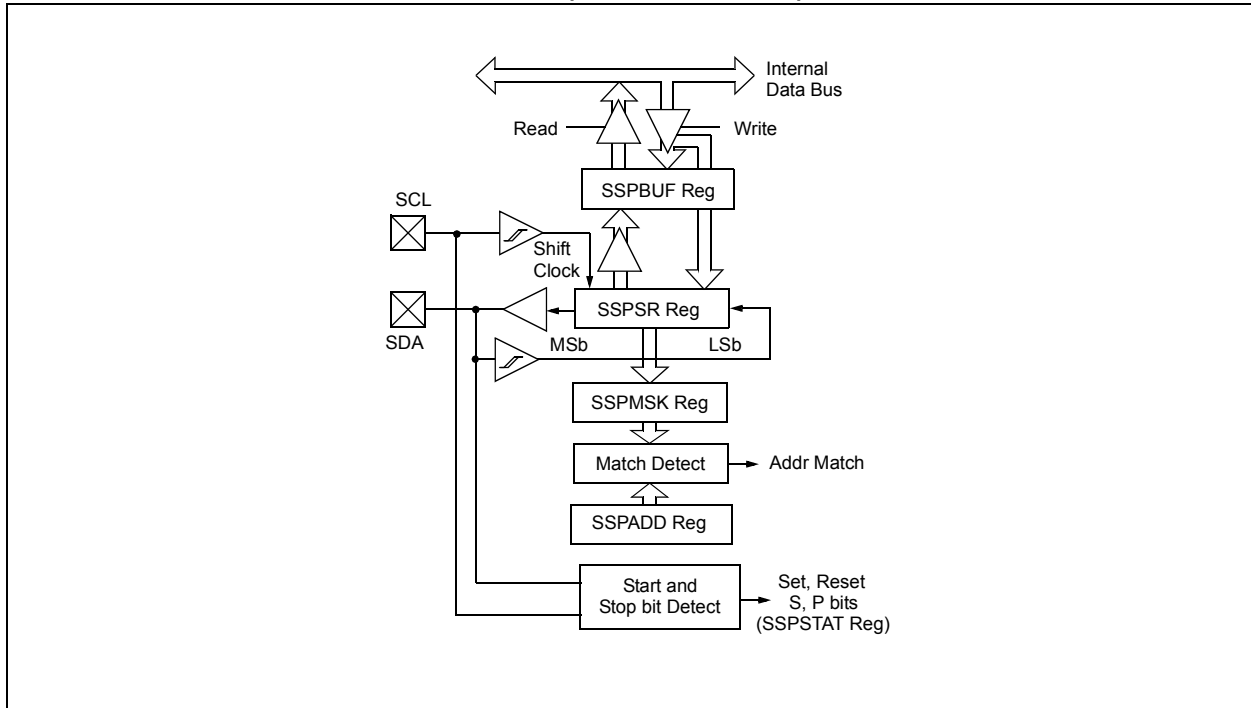 Internal
Data Bus
Read
Write
SSPBUF Reg
SCL
Shift
Clock
SSPSR Reg
SDA
MSb
LSb
SSPMSK Reg
Match Detect
Addr Match
SSPADD Reg
Start and
Stop bit Detect
Set, Reset
S, P bits
(SSPSTAT Reg)